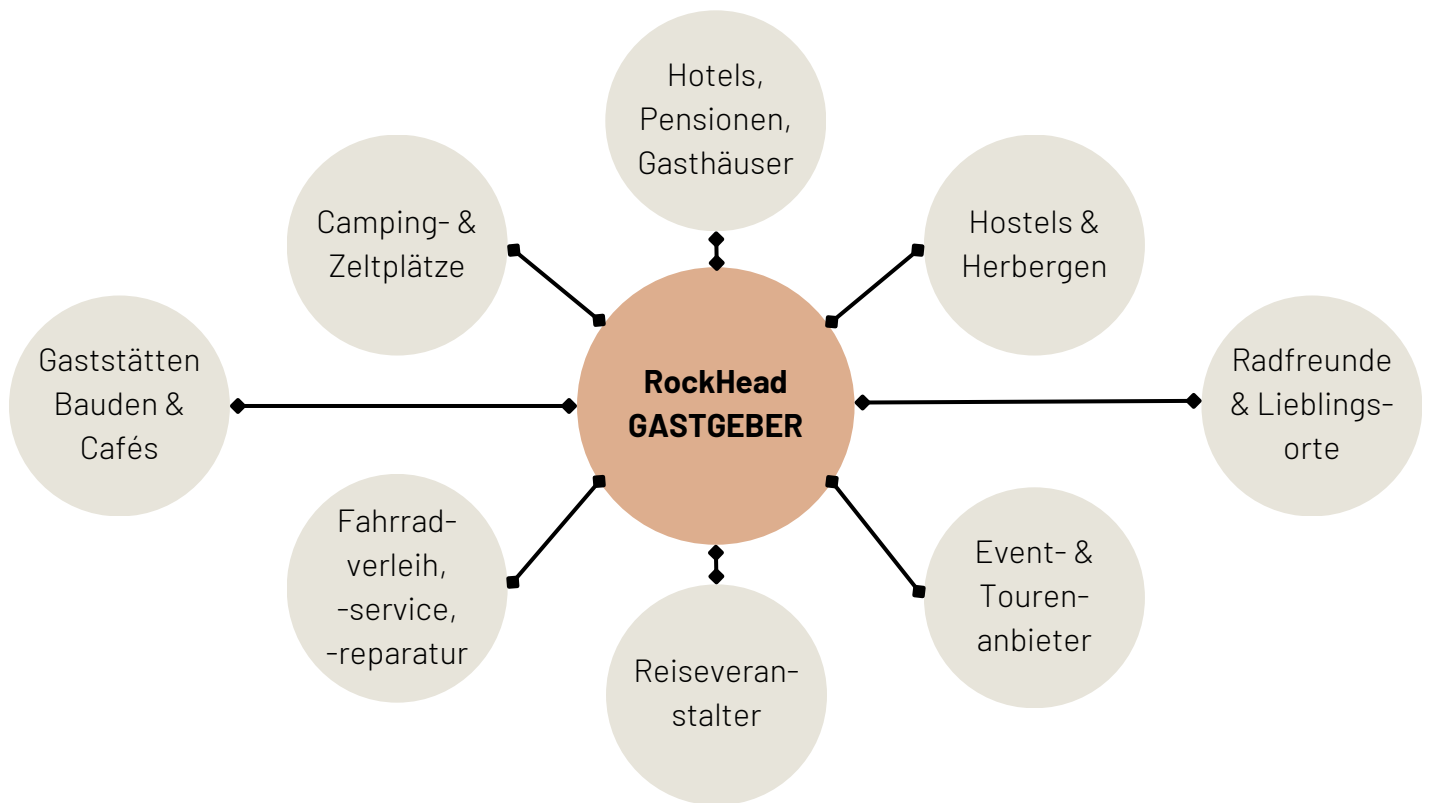 Hotels,
Pensionen,
Gasthäuser
Camping- &
Zeltplätze
Hostels &
Herbergen
Gaststätten
Bauden &
Cafés
RockHead
GASTGEBER
Radfreunde
& Lieblings-
orte
Fahrrad-
verleih,
-service,
-reparatur
Event- &
Touren-
anbieter
Reiseveran-
stalter